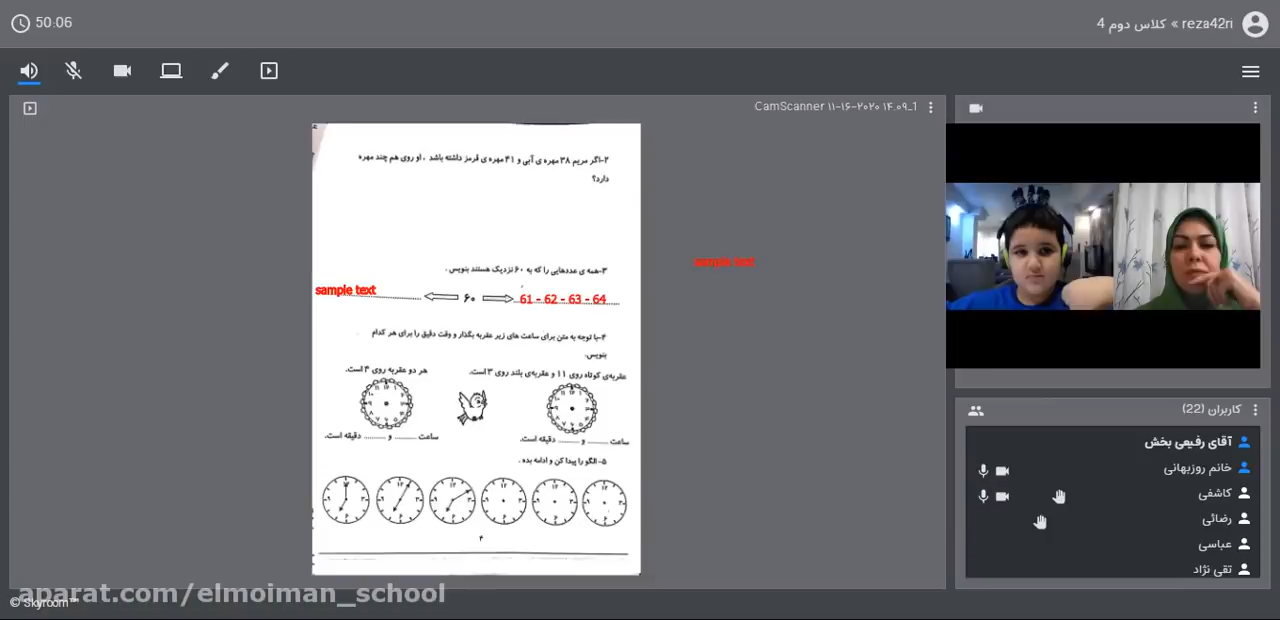 50:06
reza42ri » کلاس دوم 4
CamScanner ۱۱-۱۶-۲۰۲۰ ۱۴.۰۹_1
۲-اگر مریم ۳۸ مهره ی آبی و ۴۱ مهره ی قرمز داشته باشد ، او روی هم چند مهره
دارد؟
sample text
۳-همه ی عددهایی را که به ۶۰ نزدیک هستند بنویس .
sample text
۶۰
61 - 62 - 63 - 64
۴-با توجه به متن برای ساعت های زیر عقربه بگذار و وقت دقیق را برای هر کدام
بنویس.
عقربه‌ی کوتاه روی ۱۱ و عقربه‌ی بلند روی ۳ است.
هر دو عقربه روی ۴ است.
ساعت ......... و ......... دقیقه است.
ساعت ......... و ......... دقیقه است.
۵-الگو را پیدا کن و ادامه بده .
۴
کاربران (22)
آقای رفیعی بخش
خانم روزبهانی
کاشفی
رضائی
عباسی
تقی نژاد
aparat.com/elmoiman_school
© Skyroom™